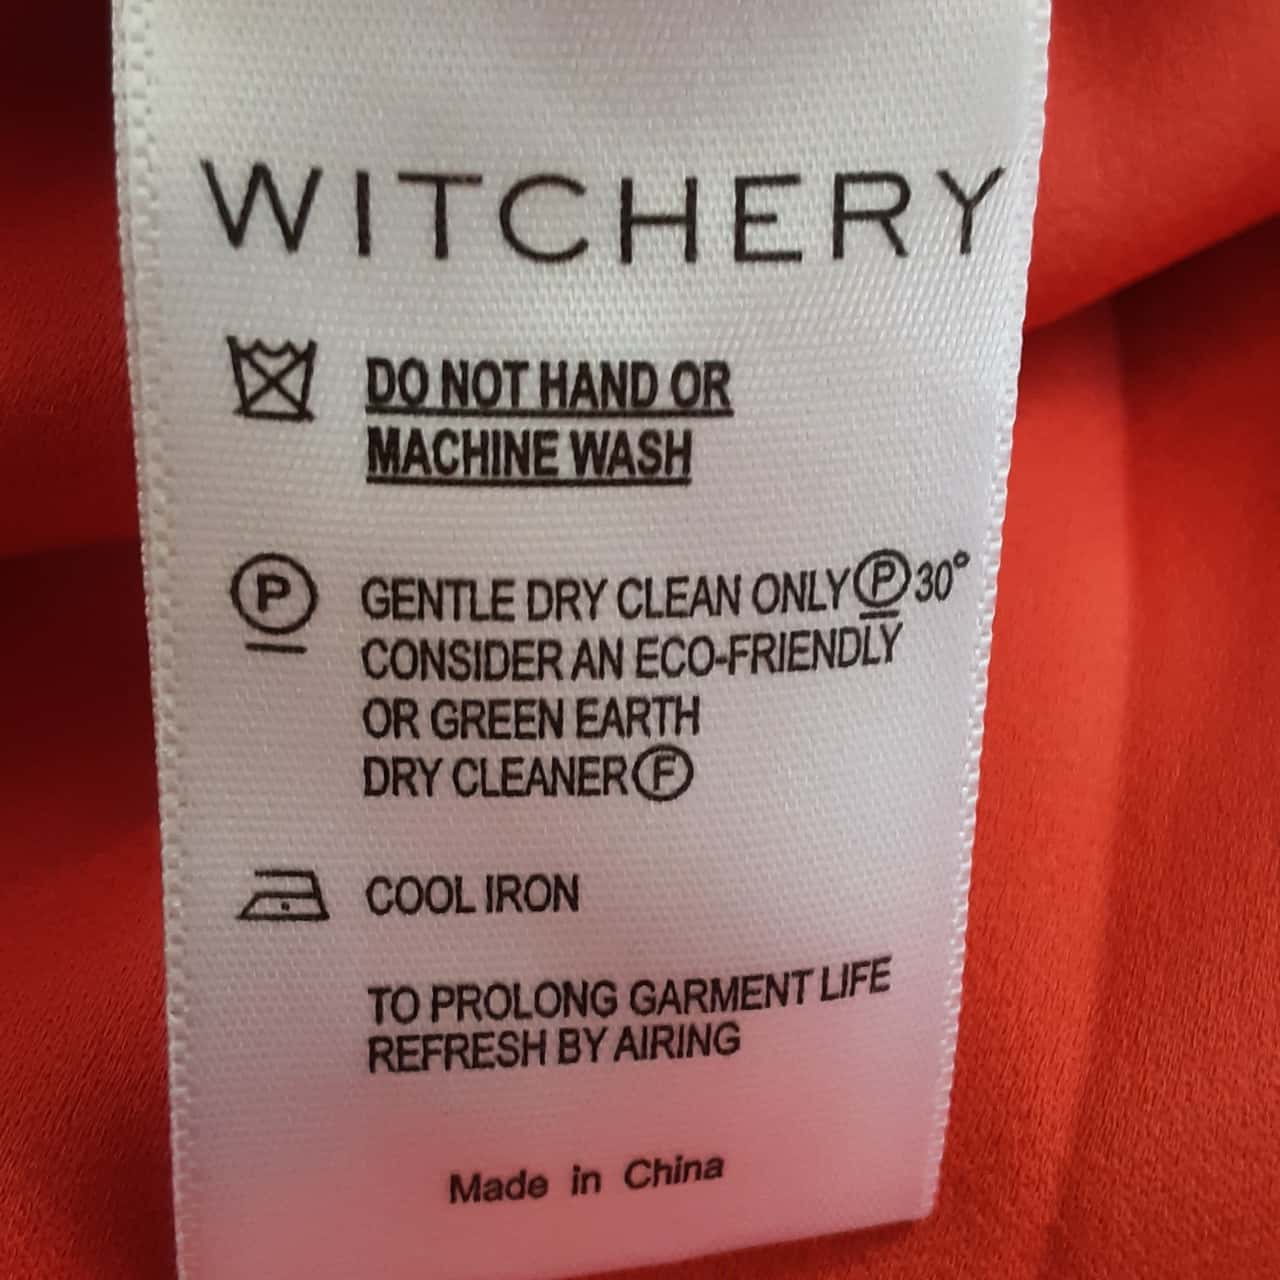 WITCHERY
DO NOT HAND OR
MACHINE WASH
P GENTLE DRY CLEAN ONLY Ⓟ 30°
CONSIDER AN ECO-FRIENDLY
OR GREEN EARTH
DRY CLEANER Ⓕ
COOL IRON
TO PROLONG GARMENT LIFE
REFRESH BY AIRING
Made in China